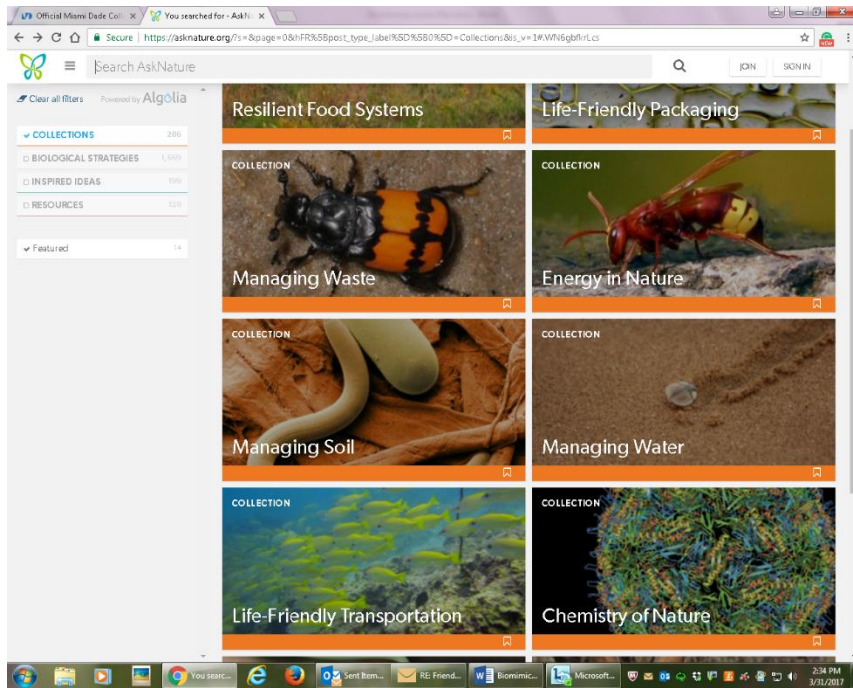 Official Miami Dade Coll
You searched for - AskNa
Secure | https://asknature.org/?s=&page=0&hFR%5Bpost_type_label%5D%5B0%5D=Collections&is_v=1#.WN6gbfkrLcs
Search AskNature
JOIN
SIGN IN
Clear all filters
Powered by Algolia
COLLECTIONS
BIOLOGICAL STRATEGIES
INSPIRED IDEAS
RESOURCES
Featured 14
Resilient Food Systems
Life-Friendly Packaging
COLLECTION
Managing Waste
COLLECTION
Energy in Nature
COLLECTION
Managing Soil
COLLECTION
Managing Water
COLLECTION
Life-Friendly Transportation
COLLECTION
Chemistry of Nature
You searc...
Sent Item...
RE: Friend...
Biomimic...
Microsoft...
2:34 PM
3/31/2017